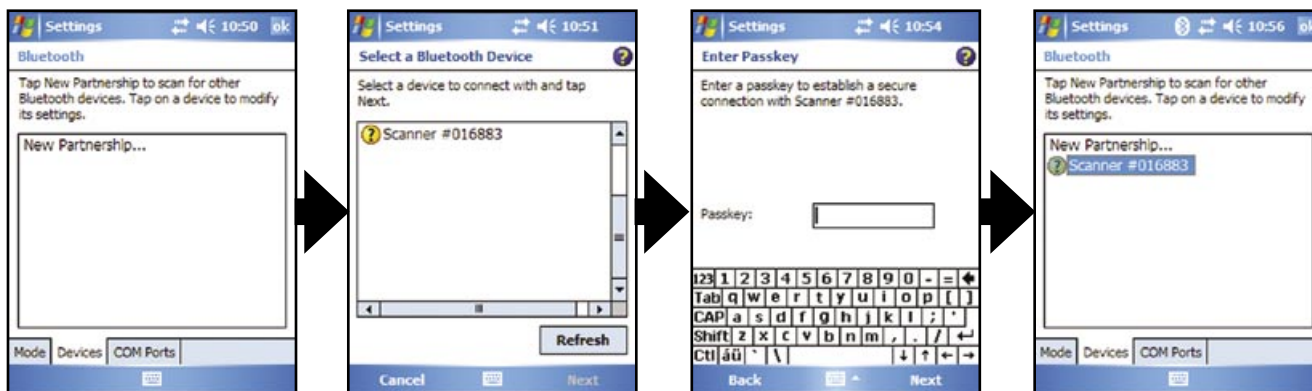 Settings 10:50 ok
Bluetooth
Tap New Partnership to scan for other
Bluetooth devices. Tap on a device to modify
its settings.
New Partnership...
Mode Devices COM Ports
Settings 10:51
Select a Bluetooth Device ?
Select a device to connect with and tap
Next.
? Scanner #016883
Refresh
Cancel Next
Settings 10:54
Enter Passkey ?
Enter a passkey to establish a secure
connection with Scanner #016883.
Passkey:
123 1 2 3 4 5 6 7 8 9 0 - =
Tab q w e r t y u i o p [ ]
CAP a s d f g h j k l ; '
Shift z x c v b n m , . /
Ctl áü ` \
Back Next
Settings 10:56 ok
Bluetooth
Tap New Partnership to scan for other
Bluetooth devices. Tap on a device to modify
its settings.
New Partnership...
? Scanner #016883
Mode Devices COM Ports